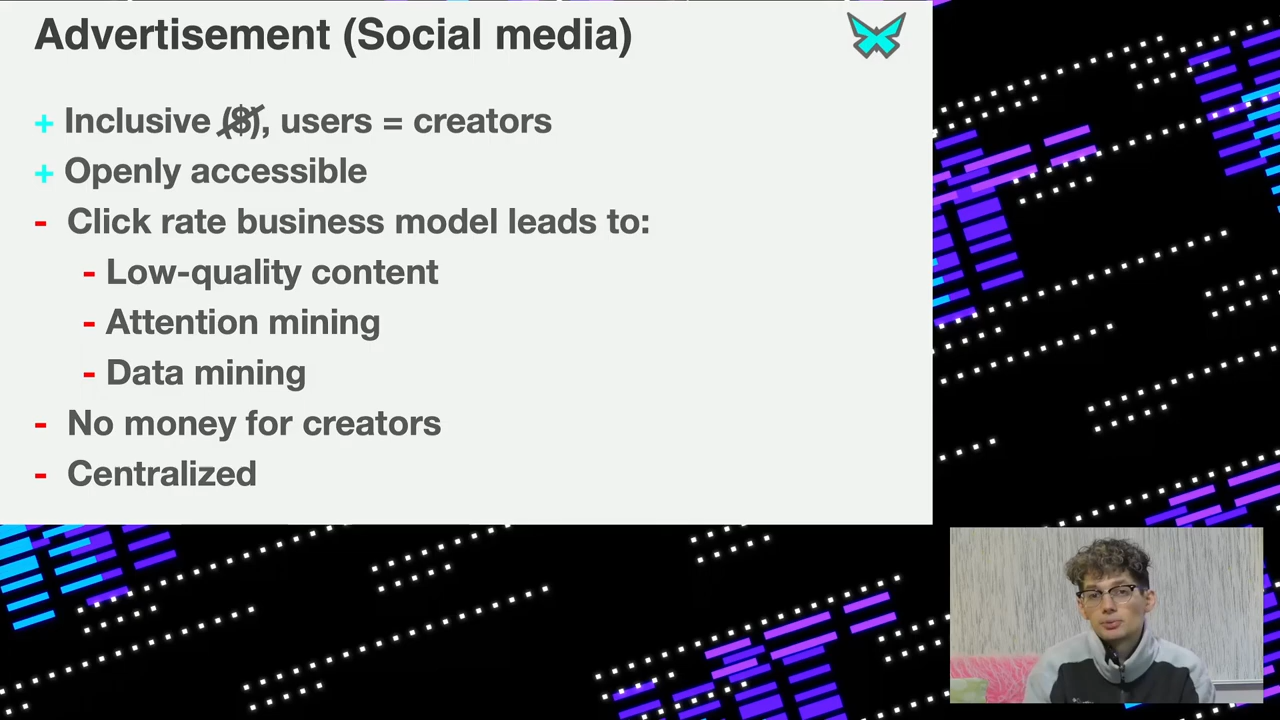 Advertisement (Social media)
+ Inclusive ($), users = creators
+ Openly accessible
- Click rate business model leads to:
- Low-quality content
- Attention mining
- Data mining
- No money for creators
- Centralized